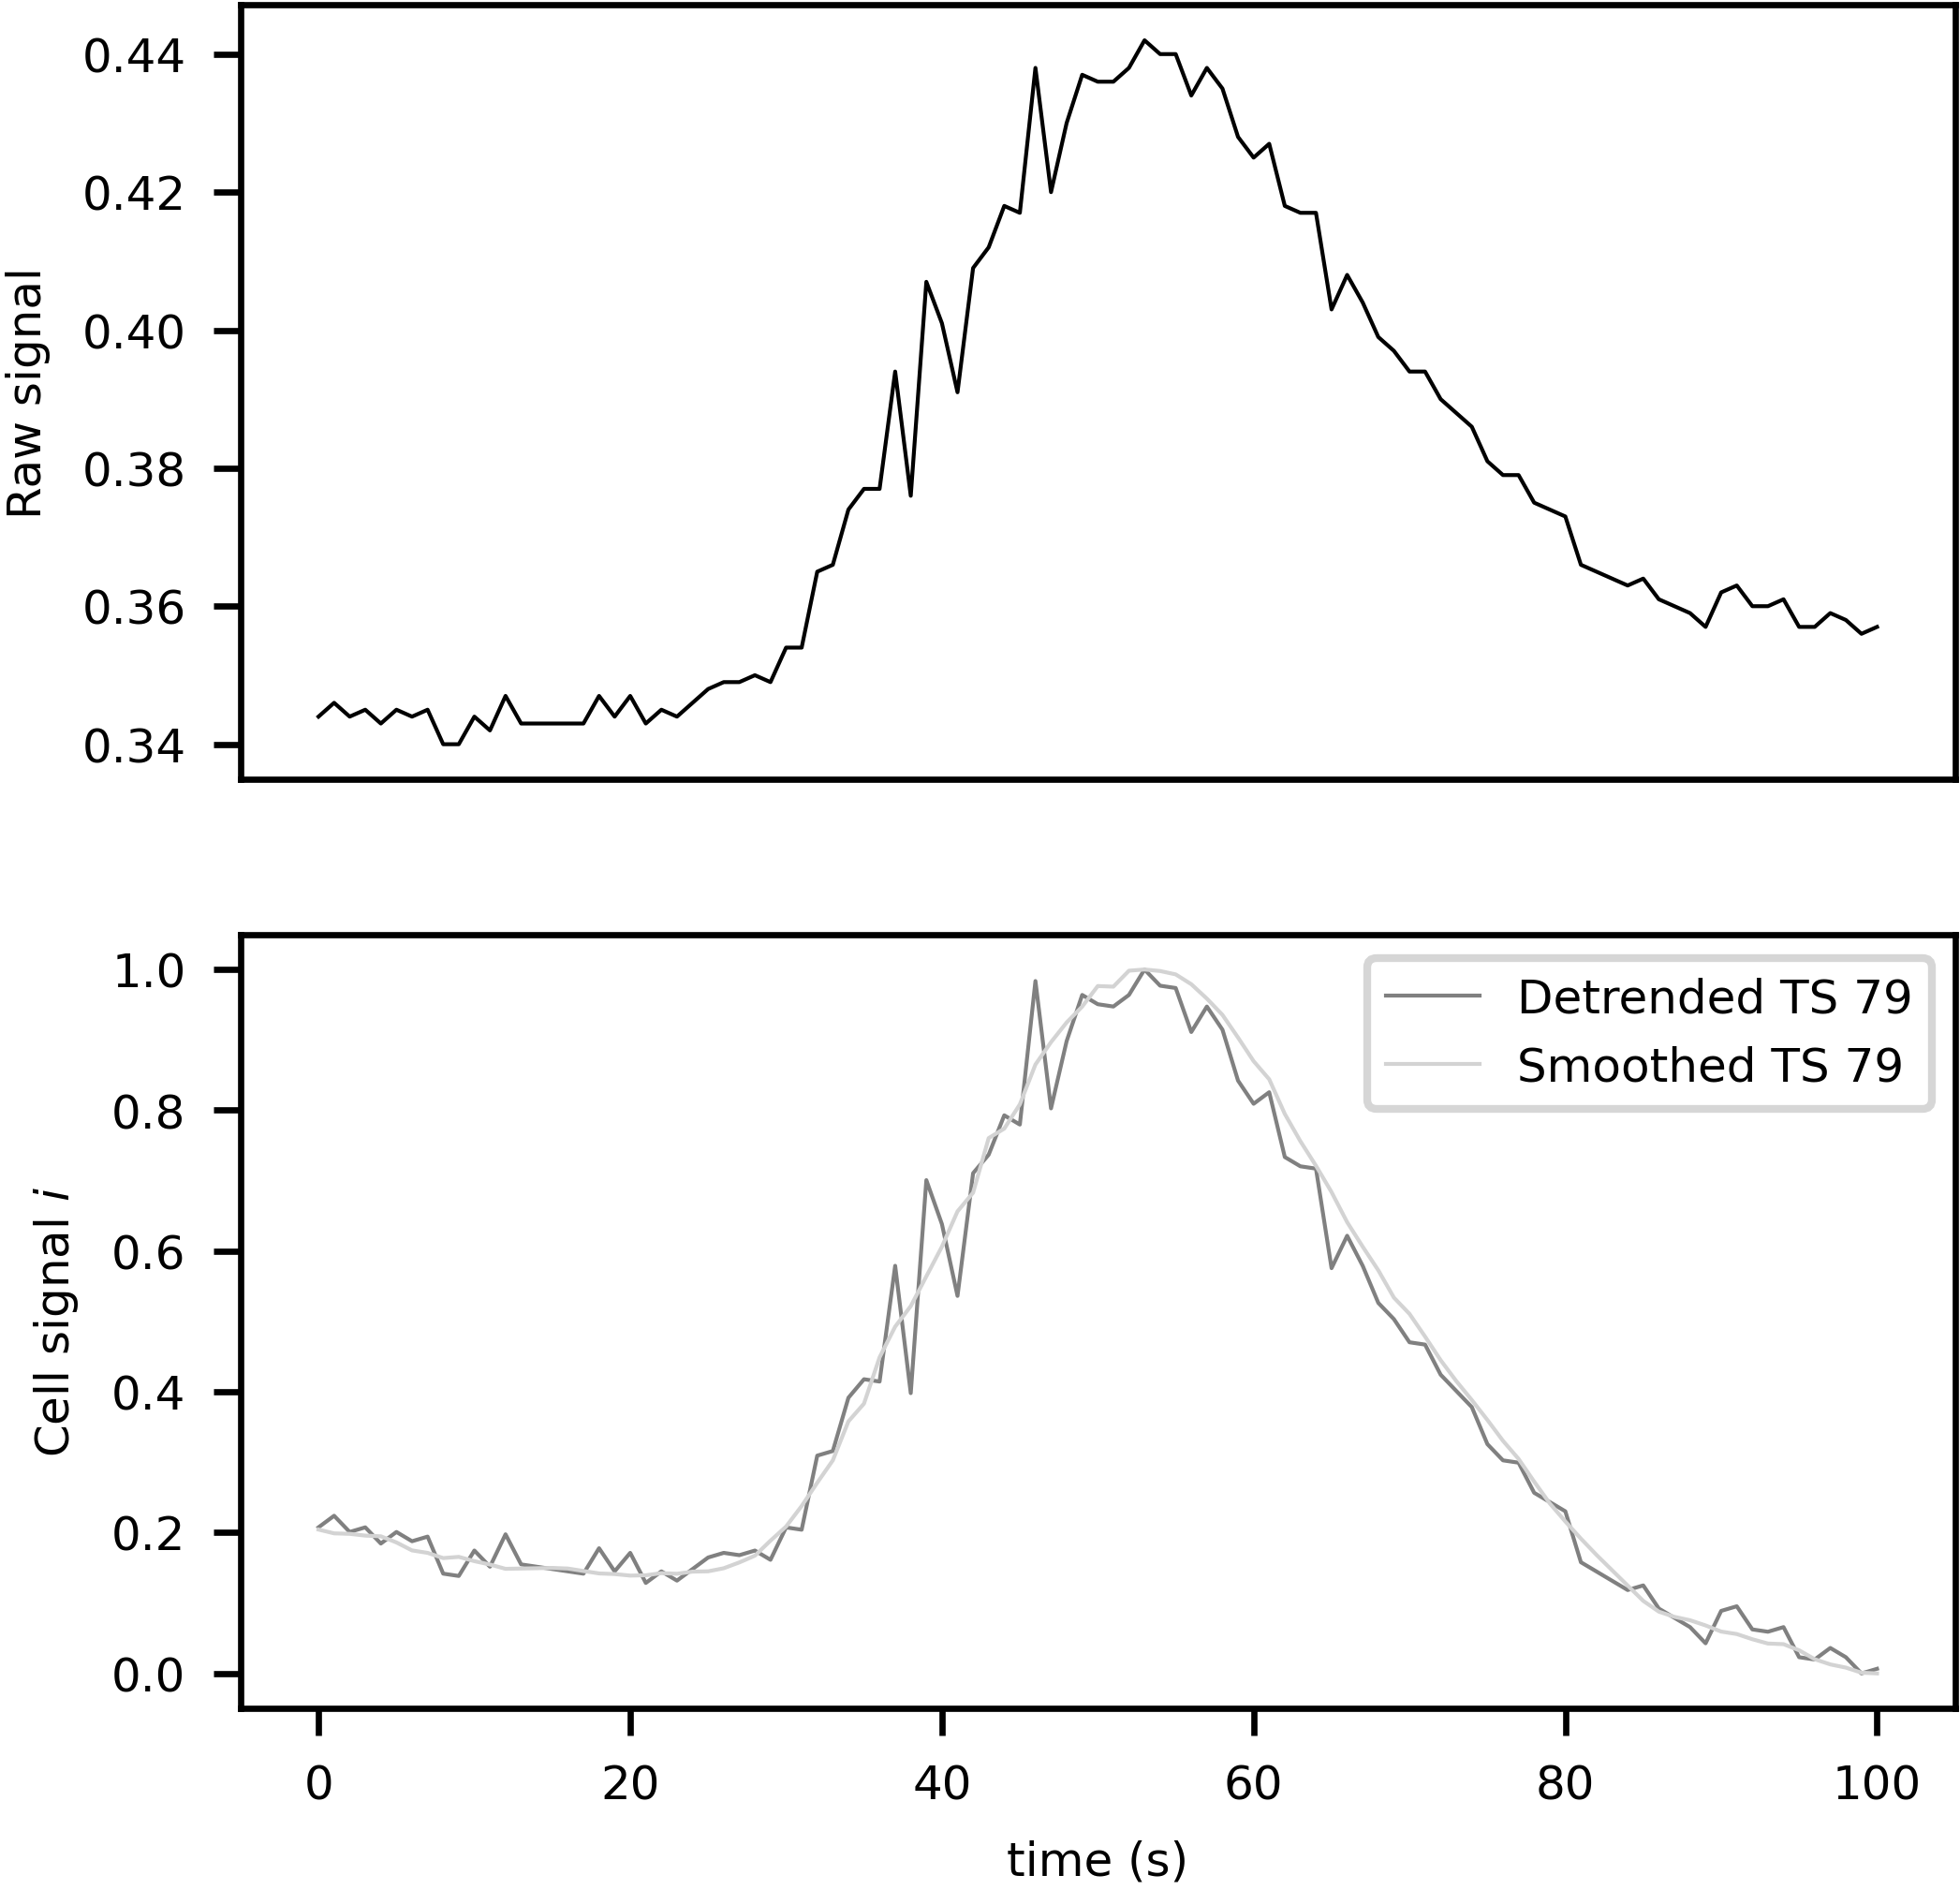 Raw signal
0.44
0.42
0.40
0.38
0.36
0.34
Cell signal i
1.0
0.8
0.6
0.4
0.2
0.0
Detrended TS 79
Smoothed TS 79
0 20 40 60 80 100
time (s)